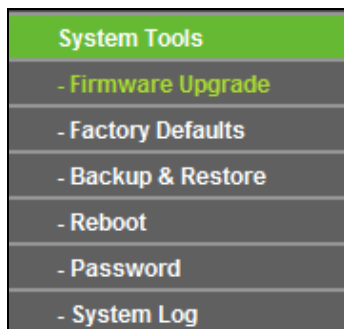 System Tools
- Firmware Upgrade
- Factory Defaults
- Backup & Restore
- Reboot
- Password
- System Log